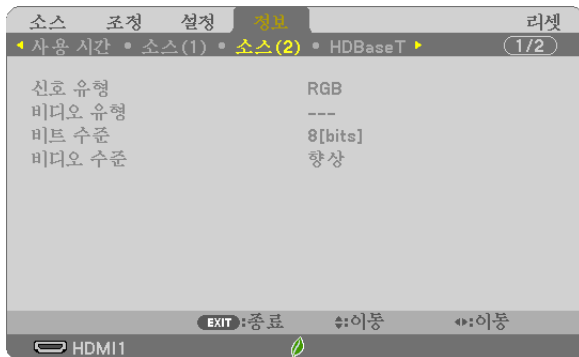 소스 조정 설정 정보 리셋
사용 시간 • 소스(1) • 소스(2) • HDBaseT 1/2
신호 유형 RGB
비디오 유형 ---
비트 수준 8[bits]
비디오 수준 향상
EXIT:종료 :이동 :이동
HDMI1